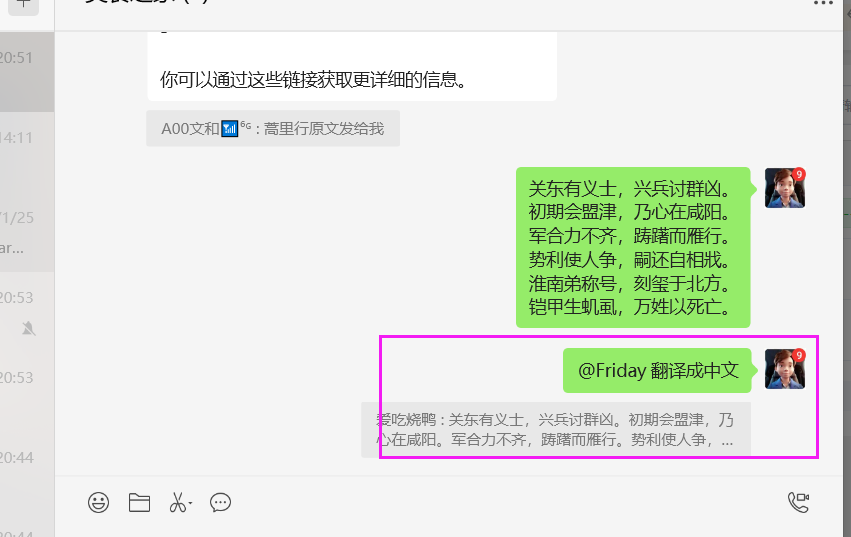 20:51
你可以通过这些链接获取更详细的信息。
A00文和📶⁶ᴳ : 蒿里行原文发给我
14:11
关东有义士，兴兵讨群凶。
初期会盟津，乃心在咸阳。
军合力不齐，踌躇而雁行。
势利使人争，嗣还自相戕。
淮南弟称号，刻玺于北方。
铠甲生虮虱，万姓以死亡。
9
/1/25
ar...
20:53
@Friday 翻译成中文
9
20:53
爱吃烧鸭 : 关东有义士，兴兵讨群凶。初期会盟津，乃
心在咸阳。军合力不齐，踌躇而雁行。势利使人争，...
20:44